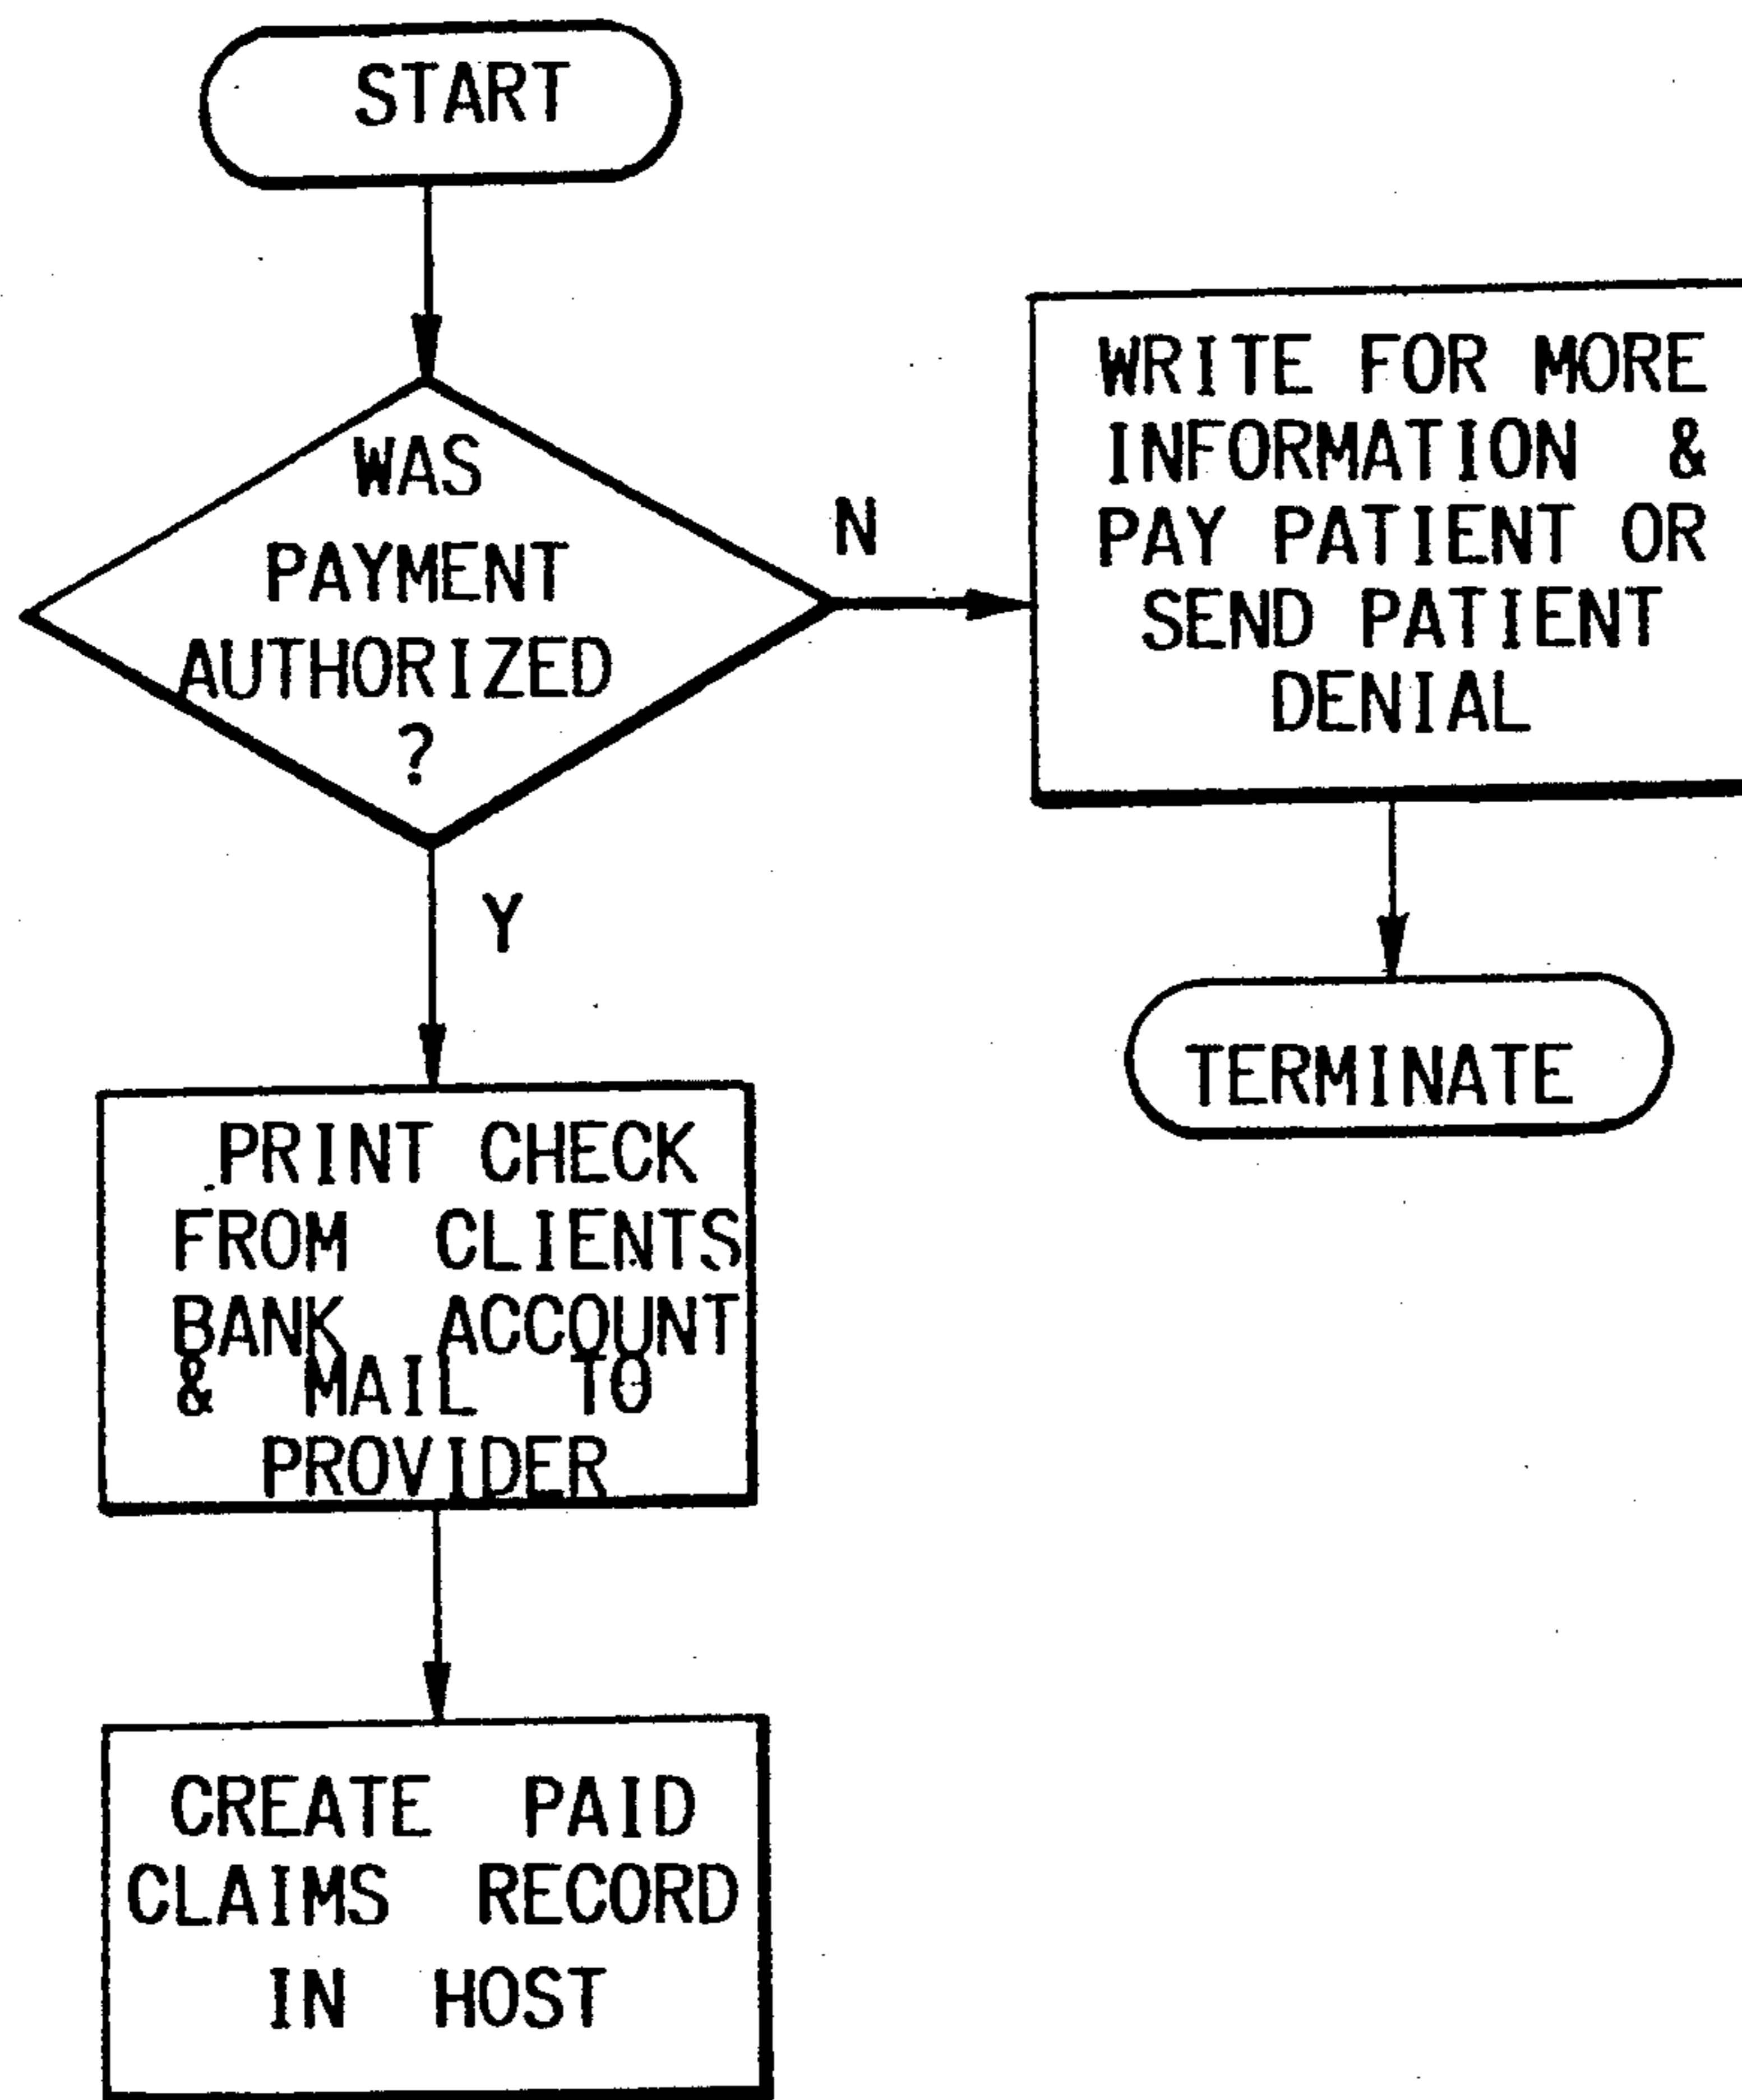 START
WAS
PAYMENT
AUTHORIZED
?
N
WRITE FOR MORE
INFORMATION &
PAY PATIENT OR
SEND PATIENT
DENIAL
Y
TERMINATE
PRINT CHECK
FROM CLIENTS
BANK ACCOUNT
& MAIL TO
PROVIDER
CREATE PAID
CLAIMS RECORD
IN HOST